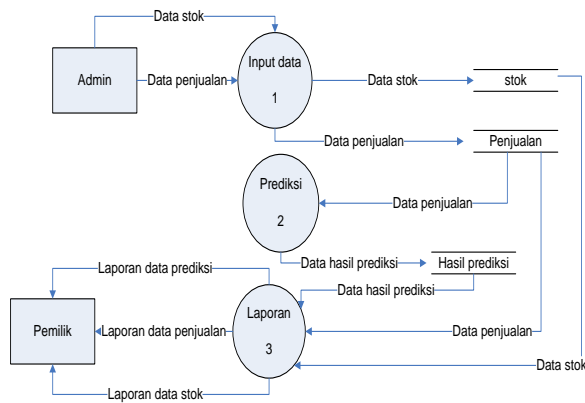 Data stok
Admin
Data penjualan
Input data
1
Data stok
stok
Data penjualan
Penjualan
Prediksi
2
Data penjualan
Data hasil prediksi
Hasil prediksi
Laporan data prediksi
Data hasil prediksi
Pemilik
Laporan data penjualan
Laporan
3
Data penjualan
Data stok
Laporan data stok